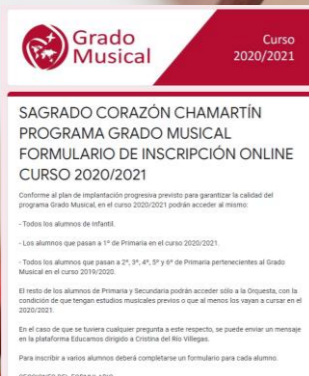 Grado
Musical
Curso
2020/2021
SAGRADO CORAZÓN CHAMARTÍN
PROGRAMA GRADO MUSICAL
FORMULARIO DE INSCRIPCIÓN ONLINE
CURSO 2020/2021
Conforme al plan de implantación progresiva previsto para garantizar la calidad del
programa Grado Musical, en el curso 2020/2021 podrán acceder al mismo:
- Todos los alumnos de Infantil.
- Los alumnos que pasan a 1º de Primaria en el curso 2020/2021.
- Todos los alumnos que pasan a 2º, 3º, 4º, 5º y 6º de Primaria pertenecientes al Grado
Musical en el curso 2019/2020.
El resto de los alumnos de Primaria y Secundaria podrán acceder sólo a la Orquesta, con la
condición de que tengan estudios musicales previos o que al menos los vayan a cursar en el
2020/2021.
En el caso de que se tuviera cualquier pregunta a este respecto, se puede enviar un mensaje
en la plataforma Educamos dirigido a Cristina del Río Villegas.
Para inscribir a varios alumnos deberá completarse un formulario para cada alumno.